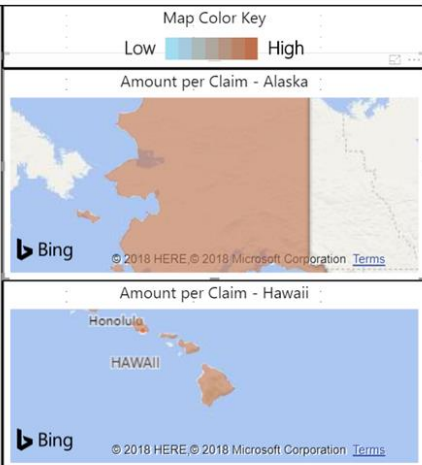 Map Color Key
Low High
Amount per Claim - Alaska
Bing
© 2018 HERE,© 2018 Microsoft Corporation Terms
Amount per Claim - Hawaii
Honolulu
HAWAII
Bing
© 2018 HERE,© 2018 Microsoft Corporation Terms